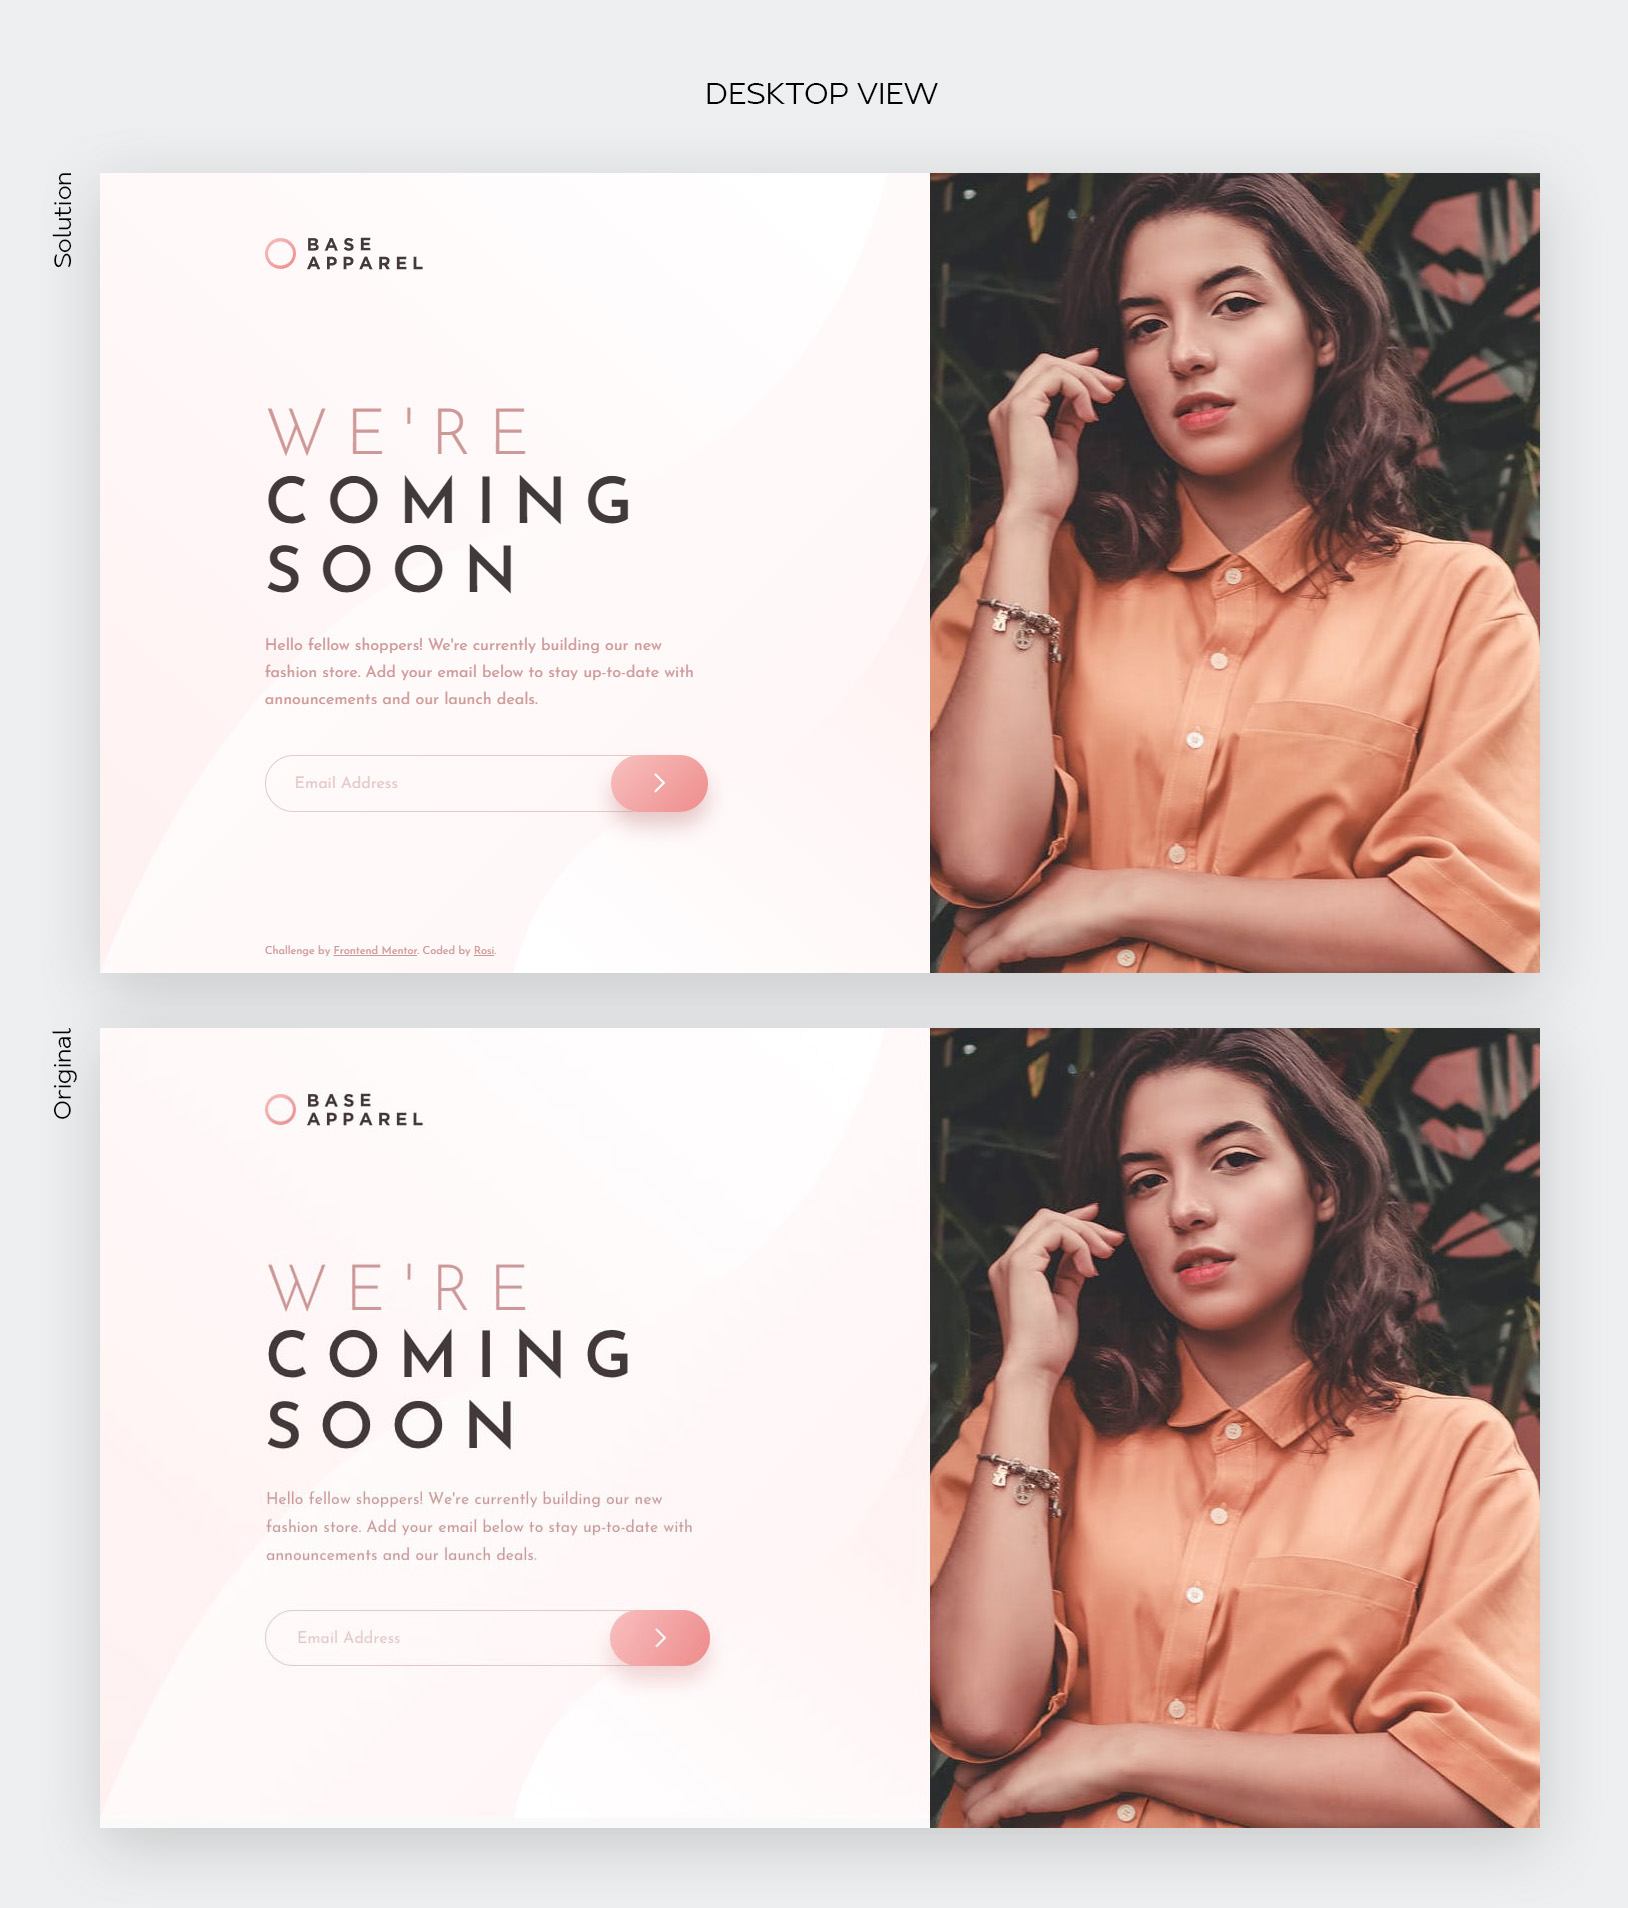 DESKTOP VIEW
Solution
BASE
APPAREL
WE'RE
COMING
SOON
Hello fellow shoppers! We're currently building our new
fashion store. Add your email below to stay up-to-date with
announcements and our launch deals.
Email Address
Challenge by Frontend Mentor. Coded by Rosi.
Original
BASE
APPAREL
WE'RE
COMING
SOON
Hello fellow shoppers! We're currently building our new
fashion store. Add your email below to stay up-to-date with
announcements and our launch deals.
Email Address